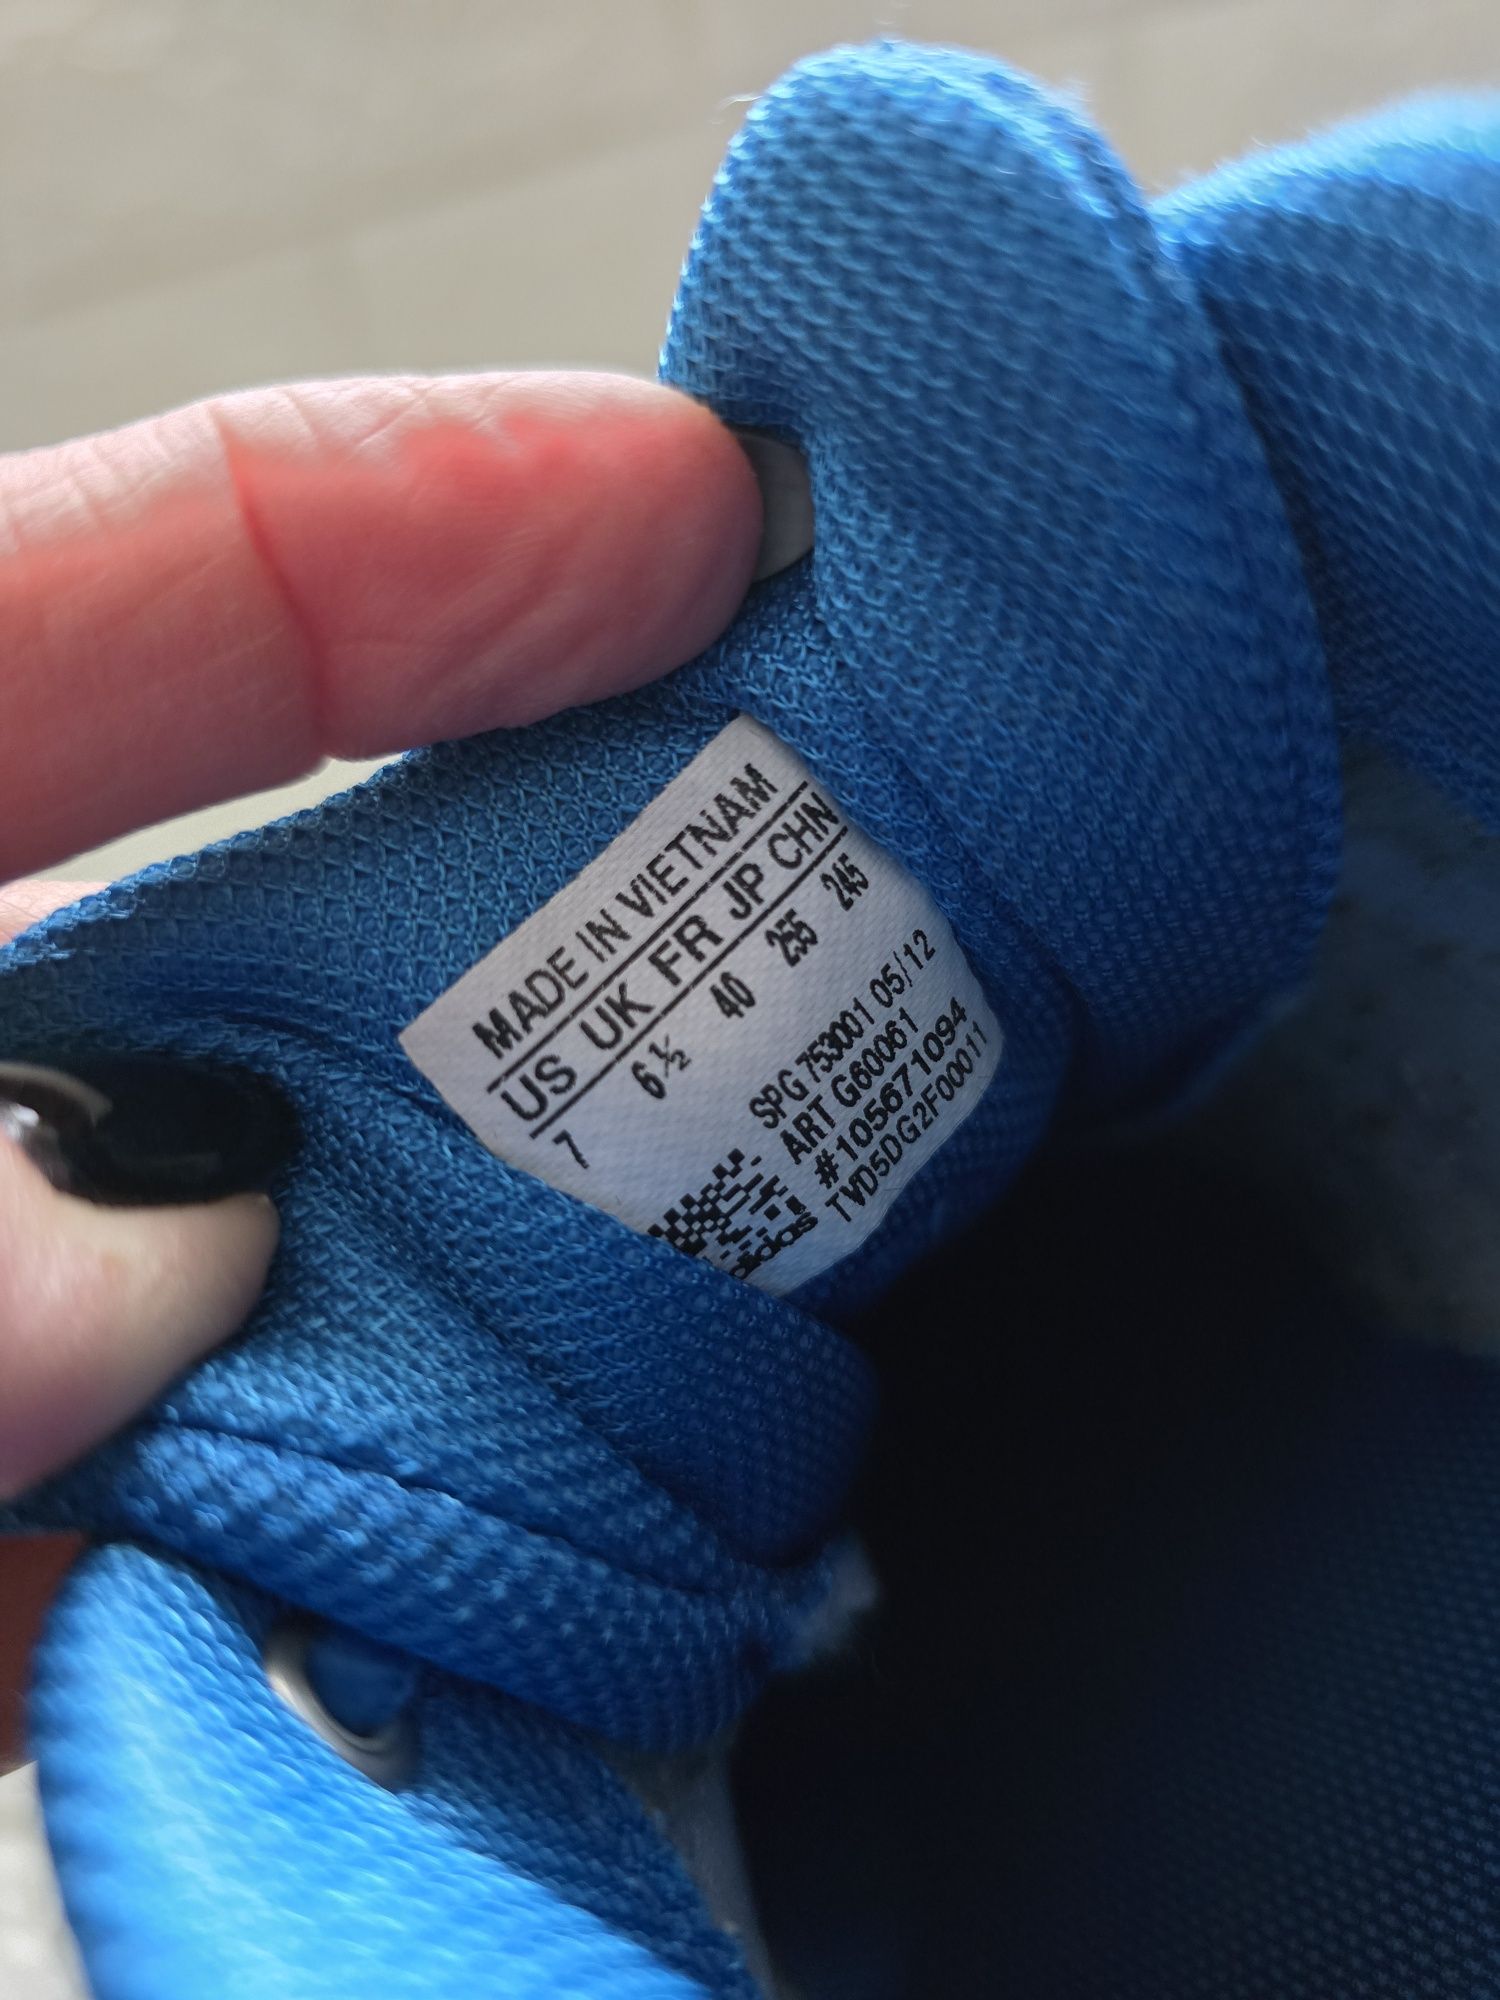 MADE IN VIETNAM
US UK FR JP CHN
7 6½ 40 255 245
SPG 753001 05/12
ART G60061
#105671094
TVD5DG2F00011
adidas